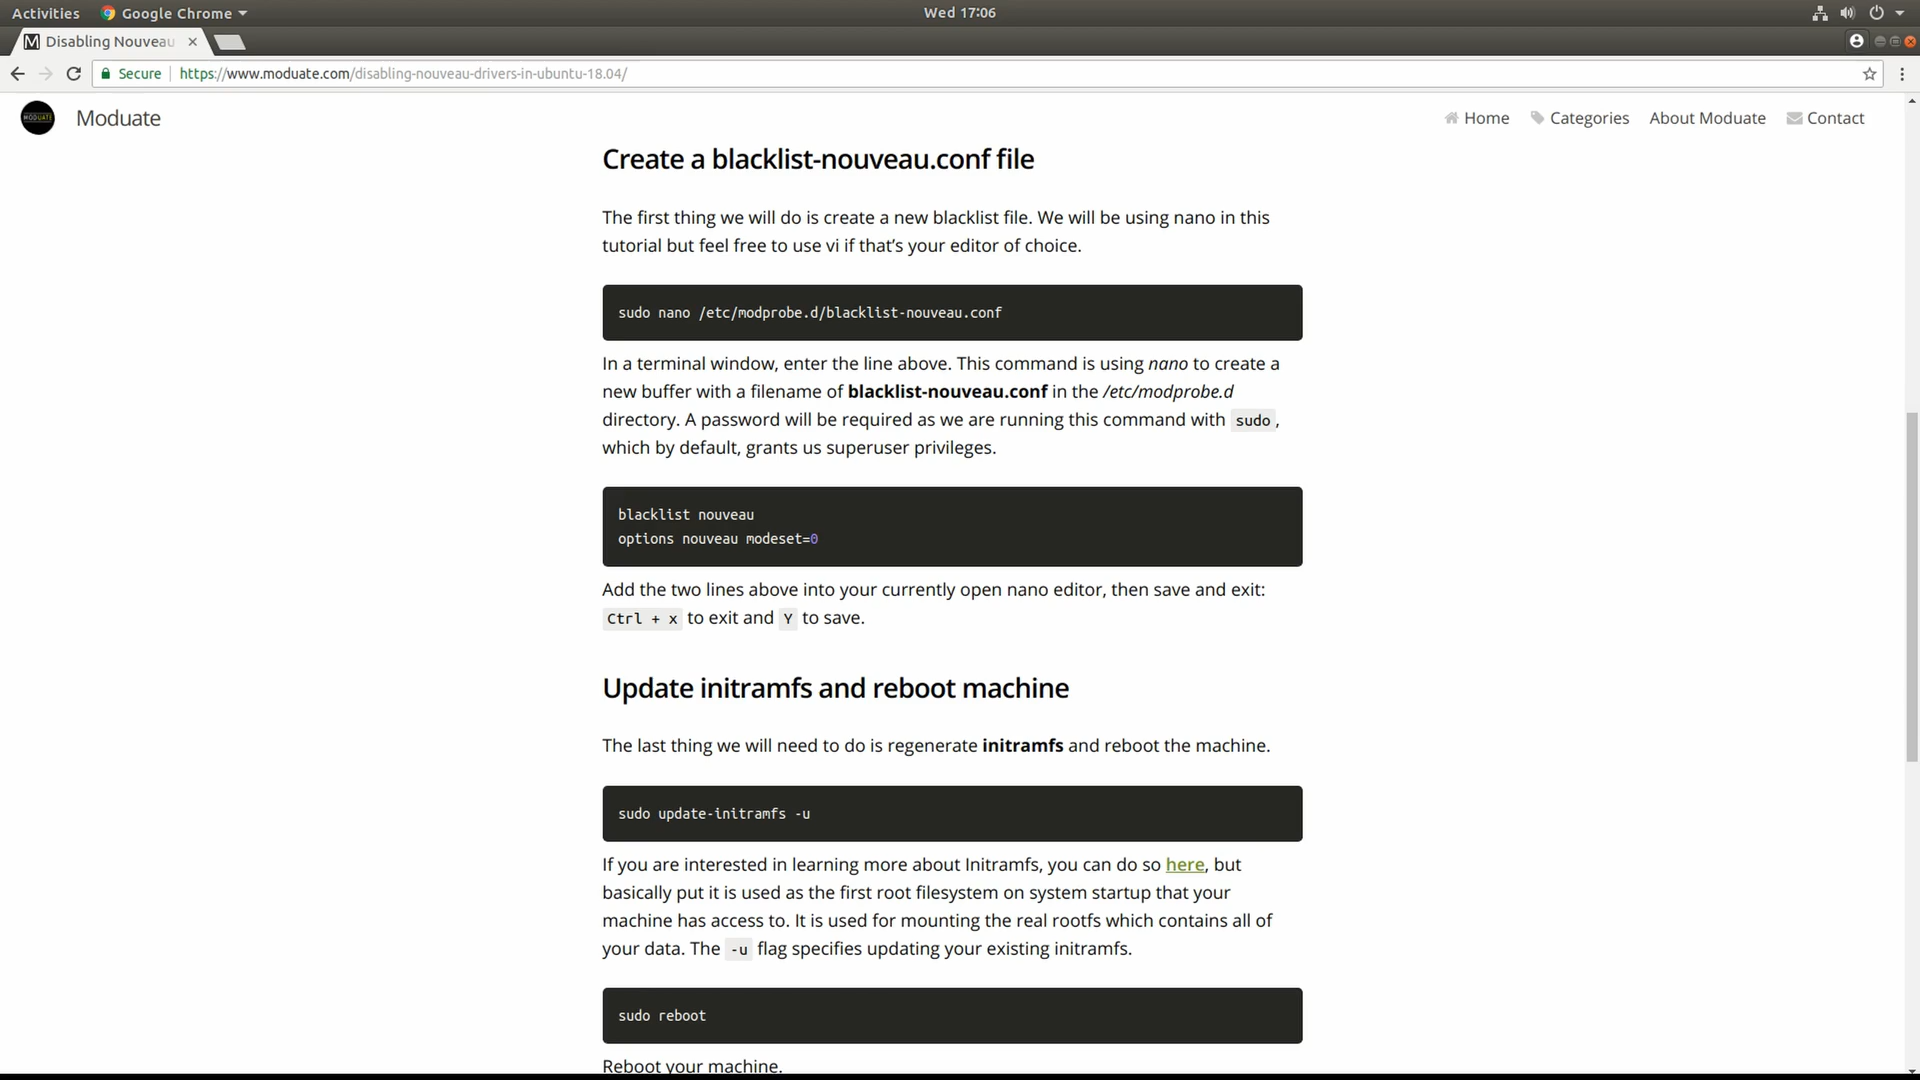 Activities Google Chrome Wed 17:06
Disabling Nouveau
Secure https://www.moduate.com/disabling-nouveau-drivers-in-ubuntu-18.04/
MODUATE Moduate Home Categories About Moduate Contact
Create a blacklist-nouveau.conf file
The first thing we will do is create a new blacklist file. We will be using nano in this
tutorial but feel free to use vi if that’s your editor of choice.
sudo nano /etc/modprobe.d/blacklist-nouveau.conf
In a terminal window, enter the line above. This command is using nano to create a
new buffer with a filename of blacklist-nouveau.conf in the /etc/modprobe.d
directory. A password will be required as we are running this command with sudo,
which by default, grants us superuser privileges.
blacklist nouveau
options nouveau modeset=0
Add the two lines above into your currently open nano editor, then save and exit:
Ctrl + x to exit and Y to save.
Update initramfs and reboot machine
The last thing we will need to do is regenerate initramfs and reboot the machine.
sudo update-initramfs -u
If you are interested in learning more about Initramfs, you can do so here, but
basically put it is used as the first root filesystem on system startup that your
machine has access to. It is used for mounting the real rootfs which contains all of
your data. The -u flag specifies updating your existing initramfs.
sudo reboot
Reboot your machine.